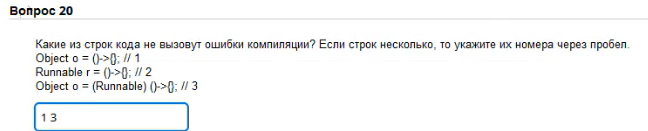 Вопрос 20
Какие из строк кода не вызовут ошибки компиляции? Если строк несколько, то укажите их номера через пробел.
Object o = ()->{}; // 1
Runnable r = ()->{}; // 2
Object o = (Runnable) ()->{}; // 3
1 3